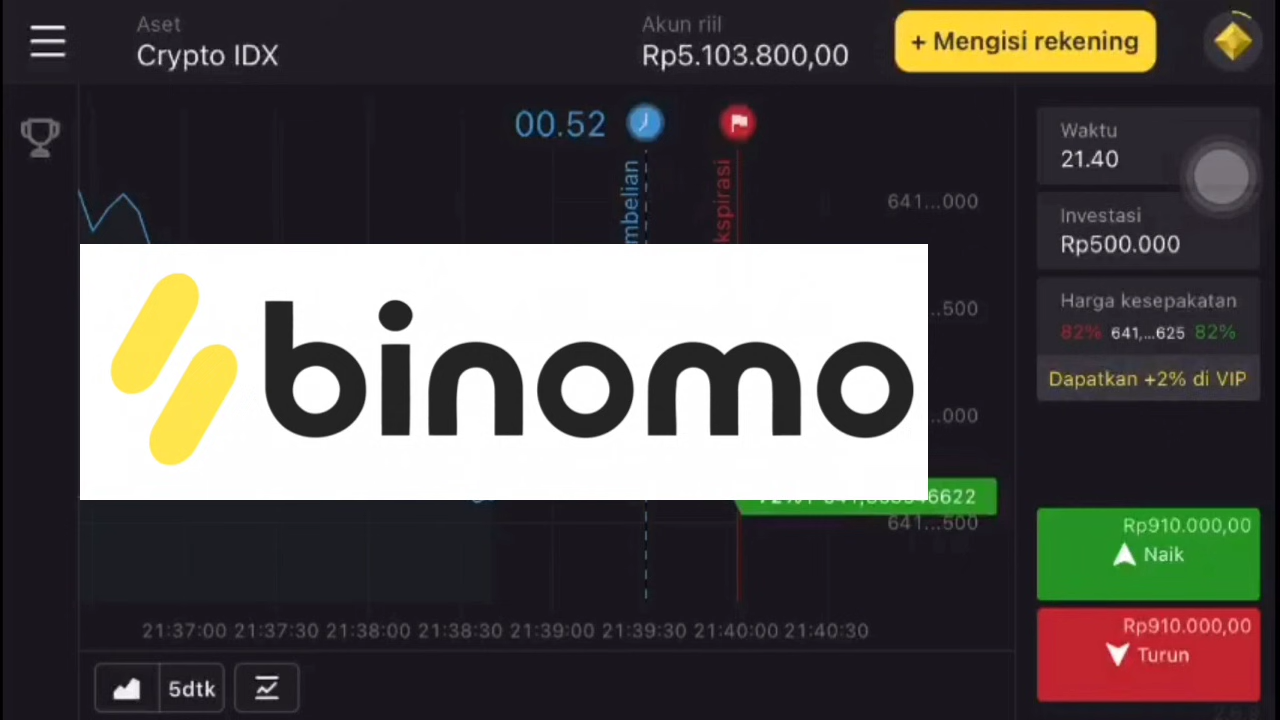 Aset
Crypto IDX
Akun riil
Rp5.103.800,00
+ Mengisi rekening
00.52
Waktu
21.40
641...000
Investasi
Rp500.000
...500
Harga kesepakatan
82% 641,...625 82%
Dapatkan +2% di VIP
binomo
...000
641...500
Rp910.000,00
Naik
21:37:00 21:37:30 21:38:00 21:38:30 21:39:00 21:39:30 21:40:00 21:40:30
Rp910.000,00
Turun
5dtk